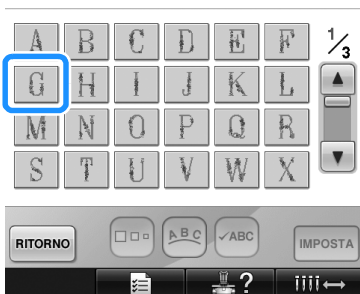 A B C D E F 1/3
G H I J K L
M N O P Q R
S T U V W X
RITORNO ABC ✓ABC IMPOSTA
?